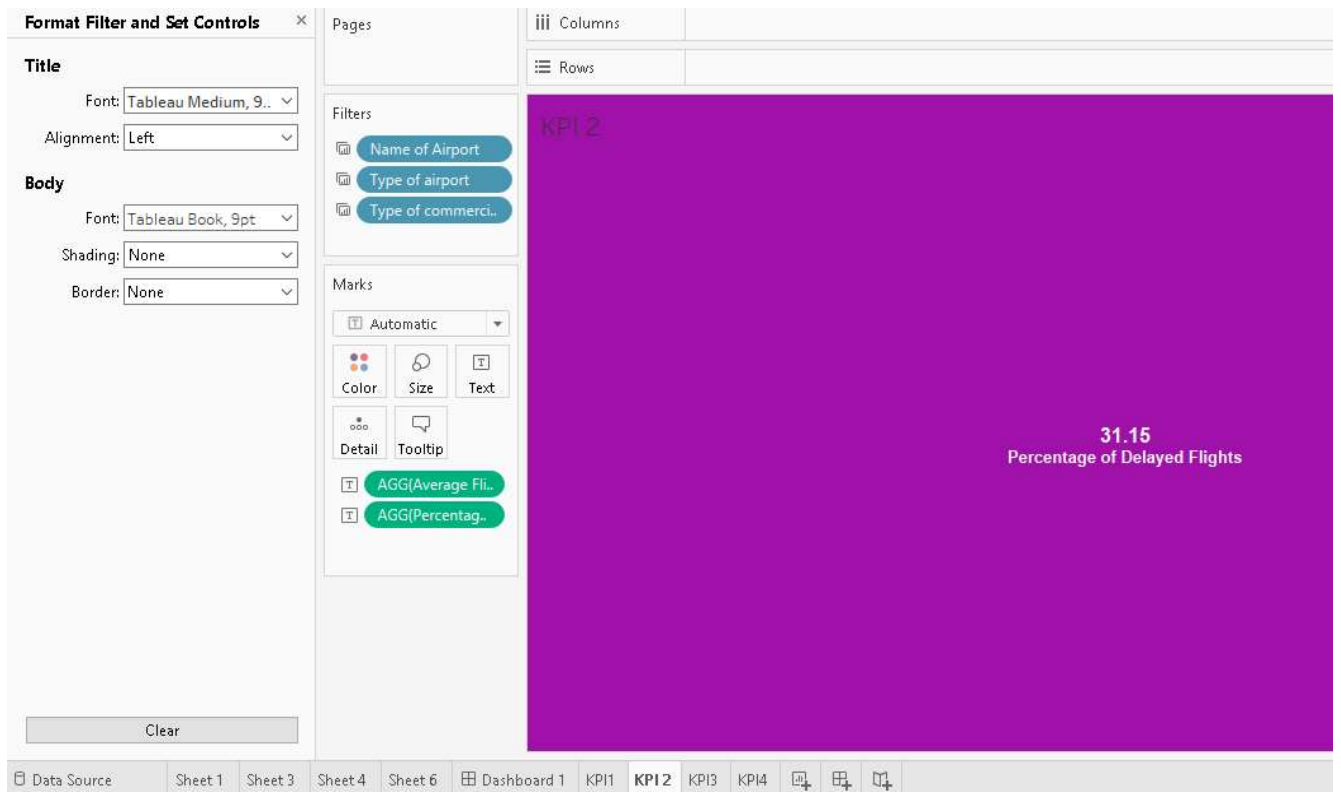 Format Filter and Set Controls
Title
Font: Tableau Medium, 9..
Alignment: Left
Body
Font: Tableau Book, 9pt
Shading: None
Border: None
Clear
Pages
Filters
Name of Airport
Type of airport
Type of commerci..
Marks
Automatic
Color Size Text
Detail Tooltip
AGG(Average Fli..
AGG(Percentag..
Columns
Rows
KPI 2
31.15
Percentage of Delayed Flights
Data Source Sheet 1 Sheet 3 Sheet 4 Sheet 6 Dashboard 1 KPI1 KPI 2 KPI3 KPI4